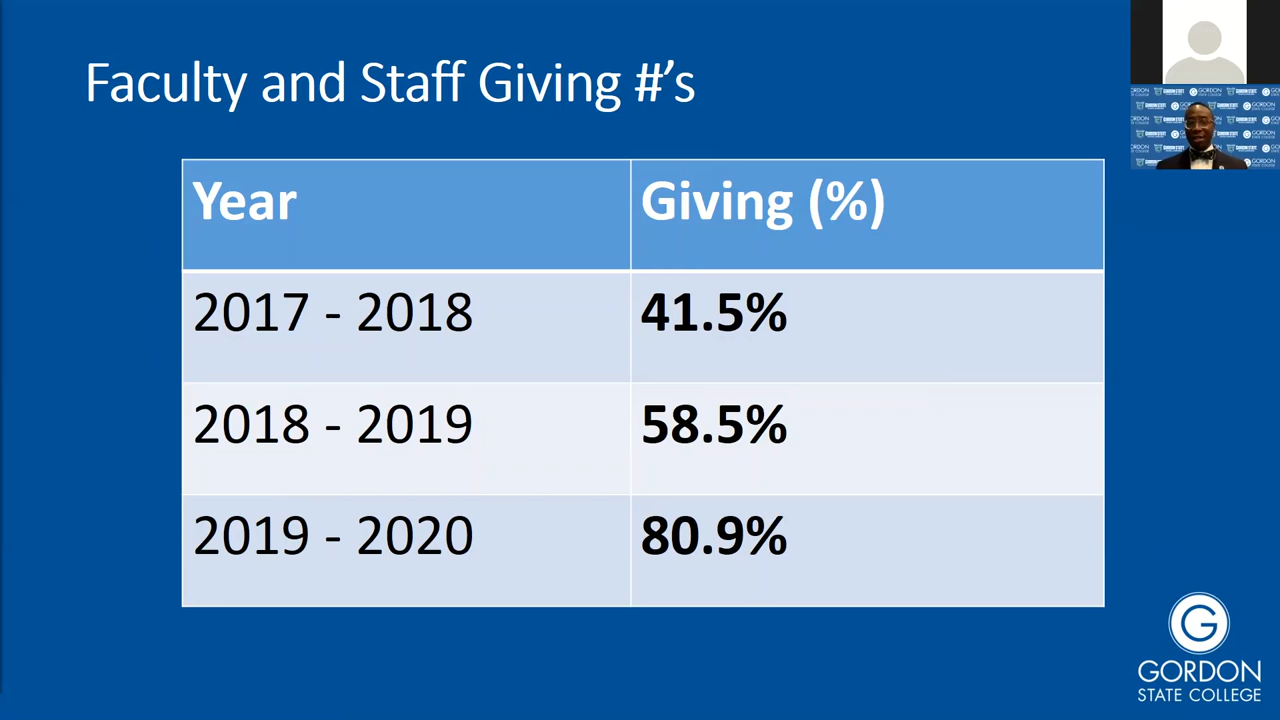 Faculty and Staff Giving #'s
Year Giving (%)
2017 - 2018 41.5%
2018 - 2019 58.5%
2019 - 2020 80.9%
G
GORDON
STATE COLLEGE